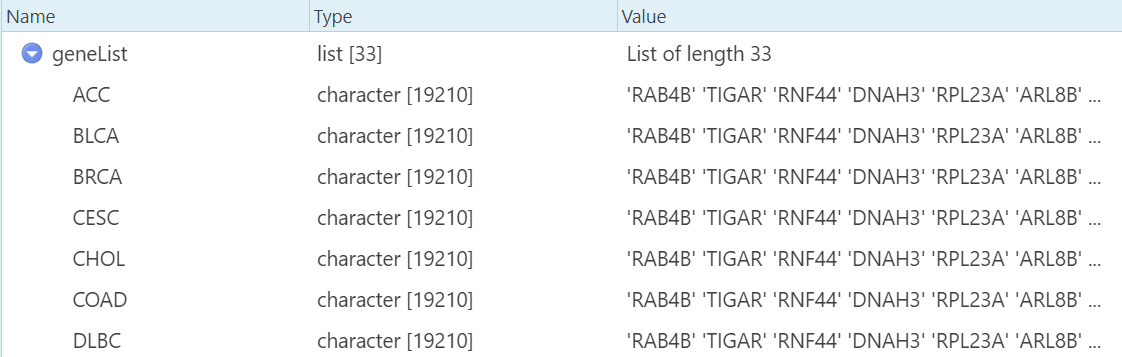 Name Type Value
geneList list [33] List of length 33
ACC character [19210] 'RAB4B' 'TIGAR' 'RNF44' 'DNAH3' 'RPL23A' 'ARL8B' ...
BLCA character [19210] 'RAB4B' 'TIGAR' 'RNF44' 'DNAH3' 'RPL23A' 'ARL8B' ...
BRCA character [19210] 'RAB4B' 'TIGAR' 'RNF44' 'DNAH3' 'RPL23A' 'ARL8B' ...
CESC character [19210] 'RAB4B' 'TIGAR' 'RNF44' 'DNAH3' 'RPL23A' 'ARL8B' ...
CHOL character [19210] 'RAB4B' 'TIGAR' 'RNF44' 'DNAH3' 'RPL23A' 'ARL8B' ...
COAD character [19210] 'RAB4B' 'TIGAR' 'RNF44' 'DNAH3' 'RPL23A' 'ARL8B' ...
DLBC character [19210] 'RAB4B' 'TIGAR' 'RNF44' 'DNAH3' 'RPL23A' 'ARL8B' ...